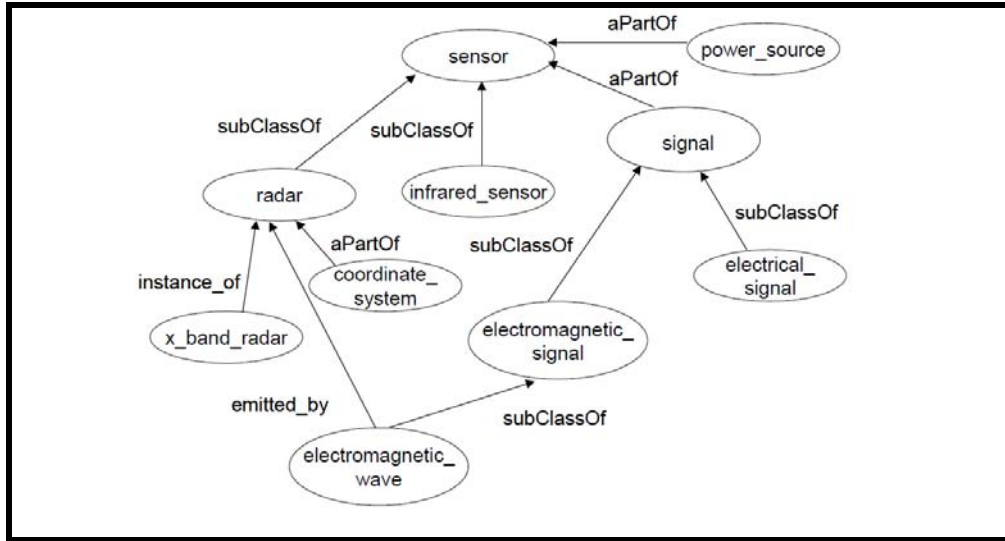 aPartOf
power_source
sensor
aPartOf
subClassOf
subClassOf
signal
radar
infrared_sensor
subClassOf
subClassOf
aPartOf
instance_of
coordinate_
system
electrical_
signal
x_band_radar
electromagnetic_
signal
emitted_by
subClassOf
electromagnetic_
wave